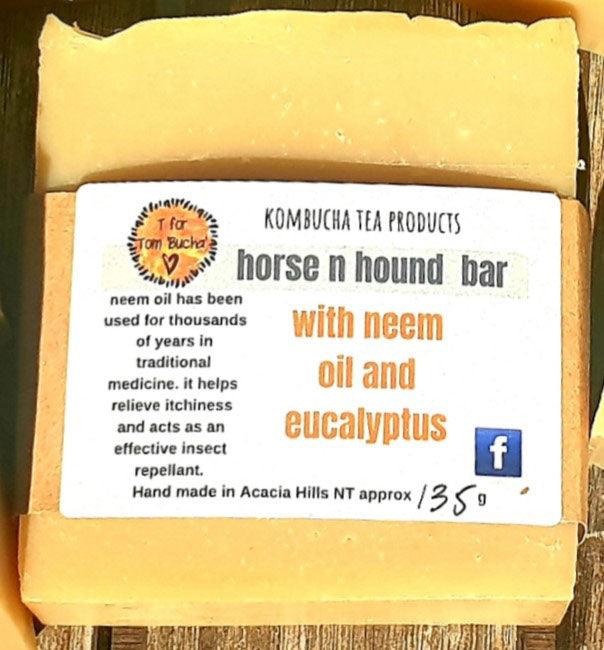 T for
Tom Bucha'
KOMBUCHA TEA PRODUCTS
horse n hound bar
neem oil has been
used for thousands
of years in
traditional
medicine. it helps
relieve itchiness
and acts as an
effective insect
repellant.
with neem
oil and
eucalyptus
f
Hand made in Acacia Hills NT approx 135 g